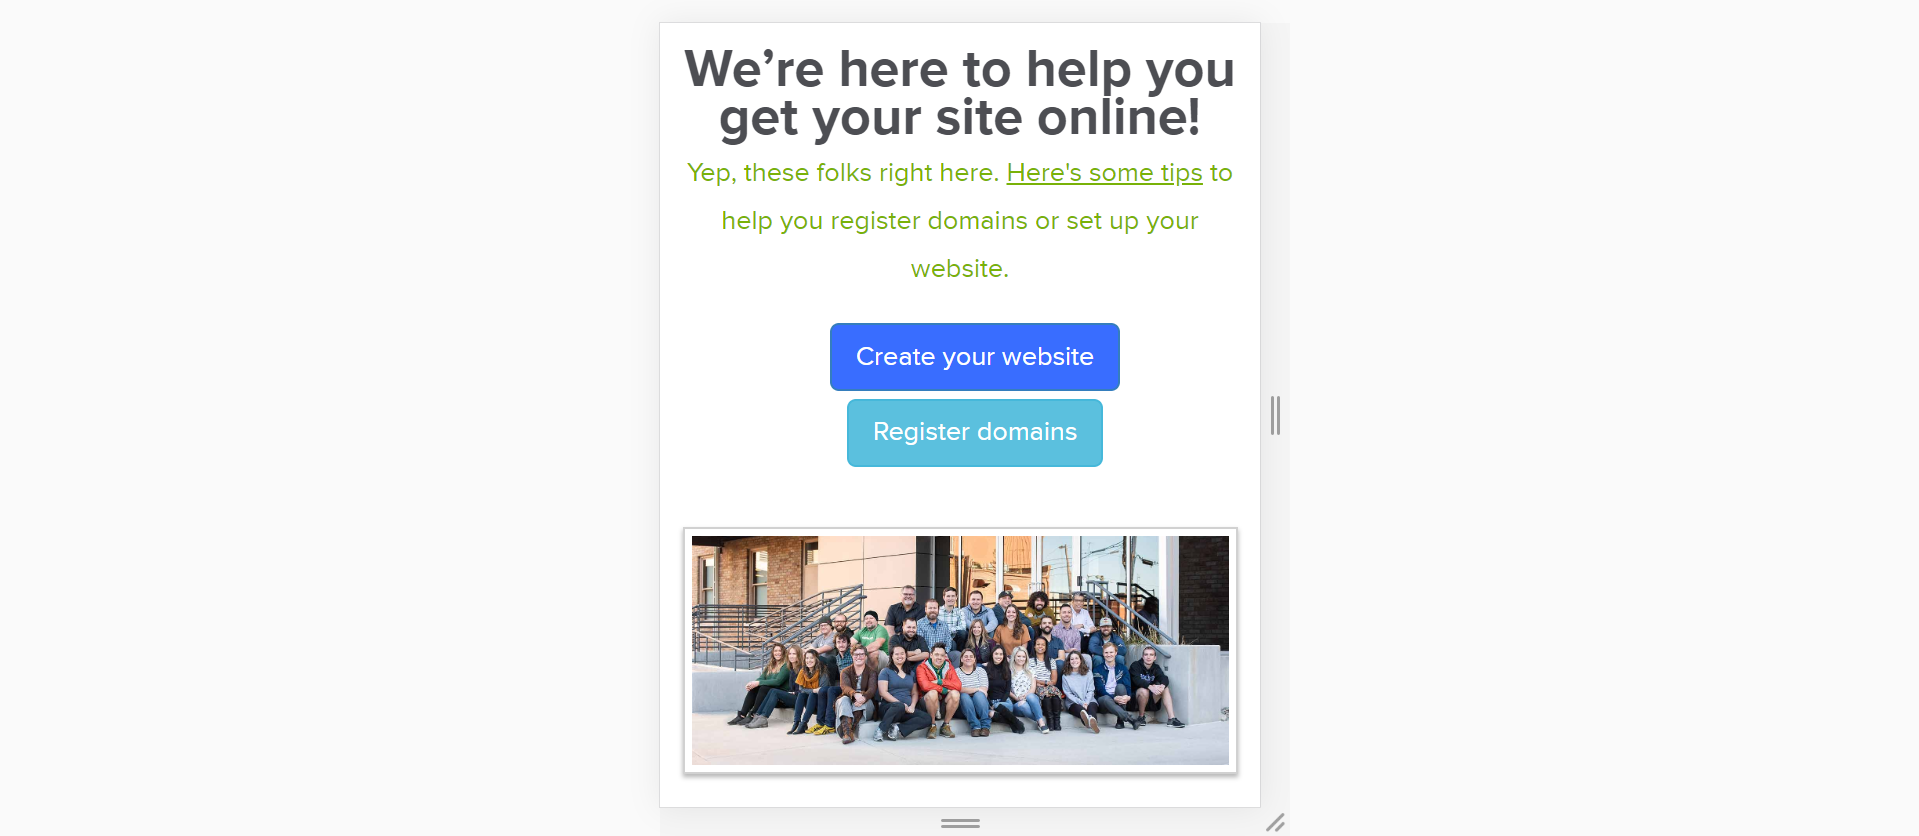 We’re here to help you
get your site online!
Yep, these folks right here. Here's some tips to
help you register domains or set up your
website.
Create your website
Register domains